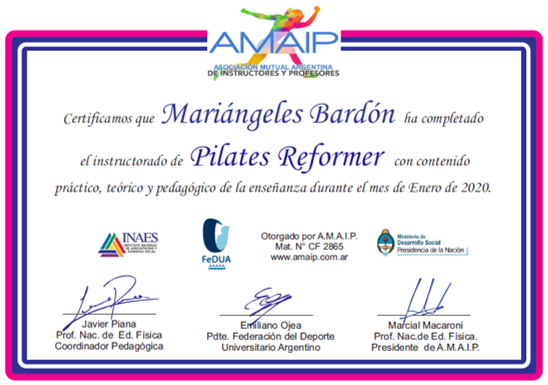 AMAIP
ASOCIACIÓN MUTUAL ARGENTINA
DE INSTRUCTORES Y PROFESORES
Certificamos que Mariángeles Bardón ha completado
el instructorado de Pilates Reformer con contenido
práctico, teórico y pedagógico de la enseñanza durante el mes de Enero de 2020.
INAES
INSTITUTO NACIONAL
DE ASOCIATIVISMO Y
ECONOMÍA SOCIAL
FeDUA
Otorgado por A.M.A.I.P.
Mat. N° CF 2865
www.amaip.com.ar
Ministerio de
Desarrollo Social
Presidencia de la Nación
Javier Piana
Prof. Nac. de Ed. Física
Coordinador Pedagógica
Emiliano Ojea
Pdte. Federación del Deporte
Universitario Argentino
Marcial Macaroni
Prof. Nac.de Ed. Física.
Presidente de A.M.A.I.P.